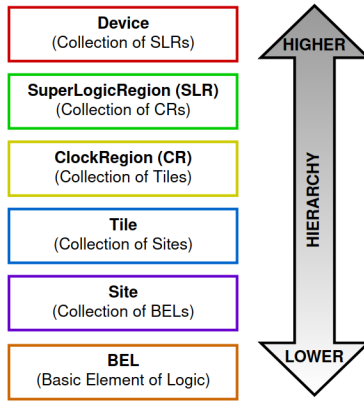 Device
(Collection of SLRs)
SuperLogicRegion (SLR)
(Collection of CRs)
ClockRegion (CR)
(Collection of Tiles)
Tile
(Collection of Sites)
Site
(Collection of BELs)
BEL
(Basic Element of Logic)
HIGHER
HIERARCHY
LOWER